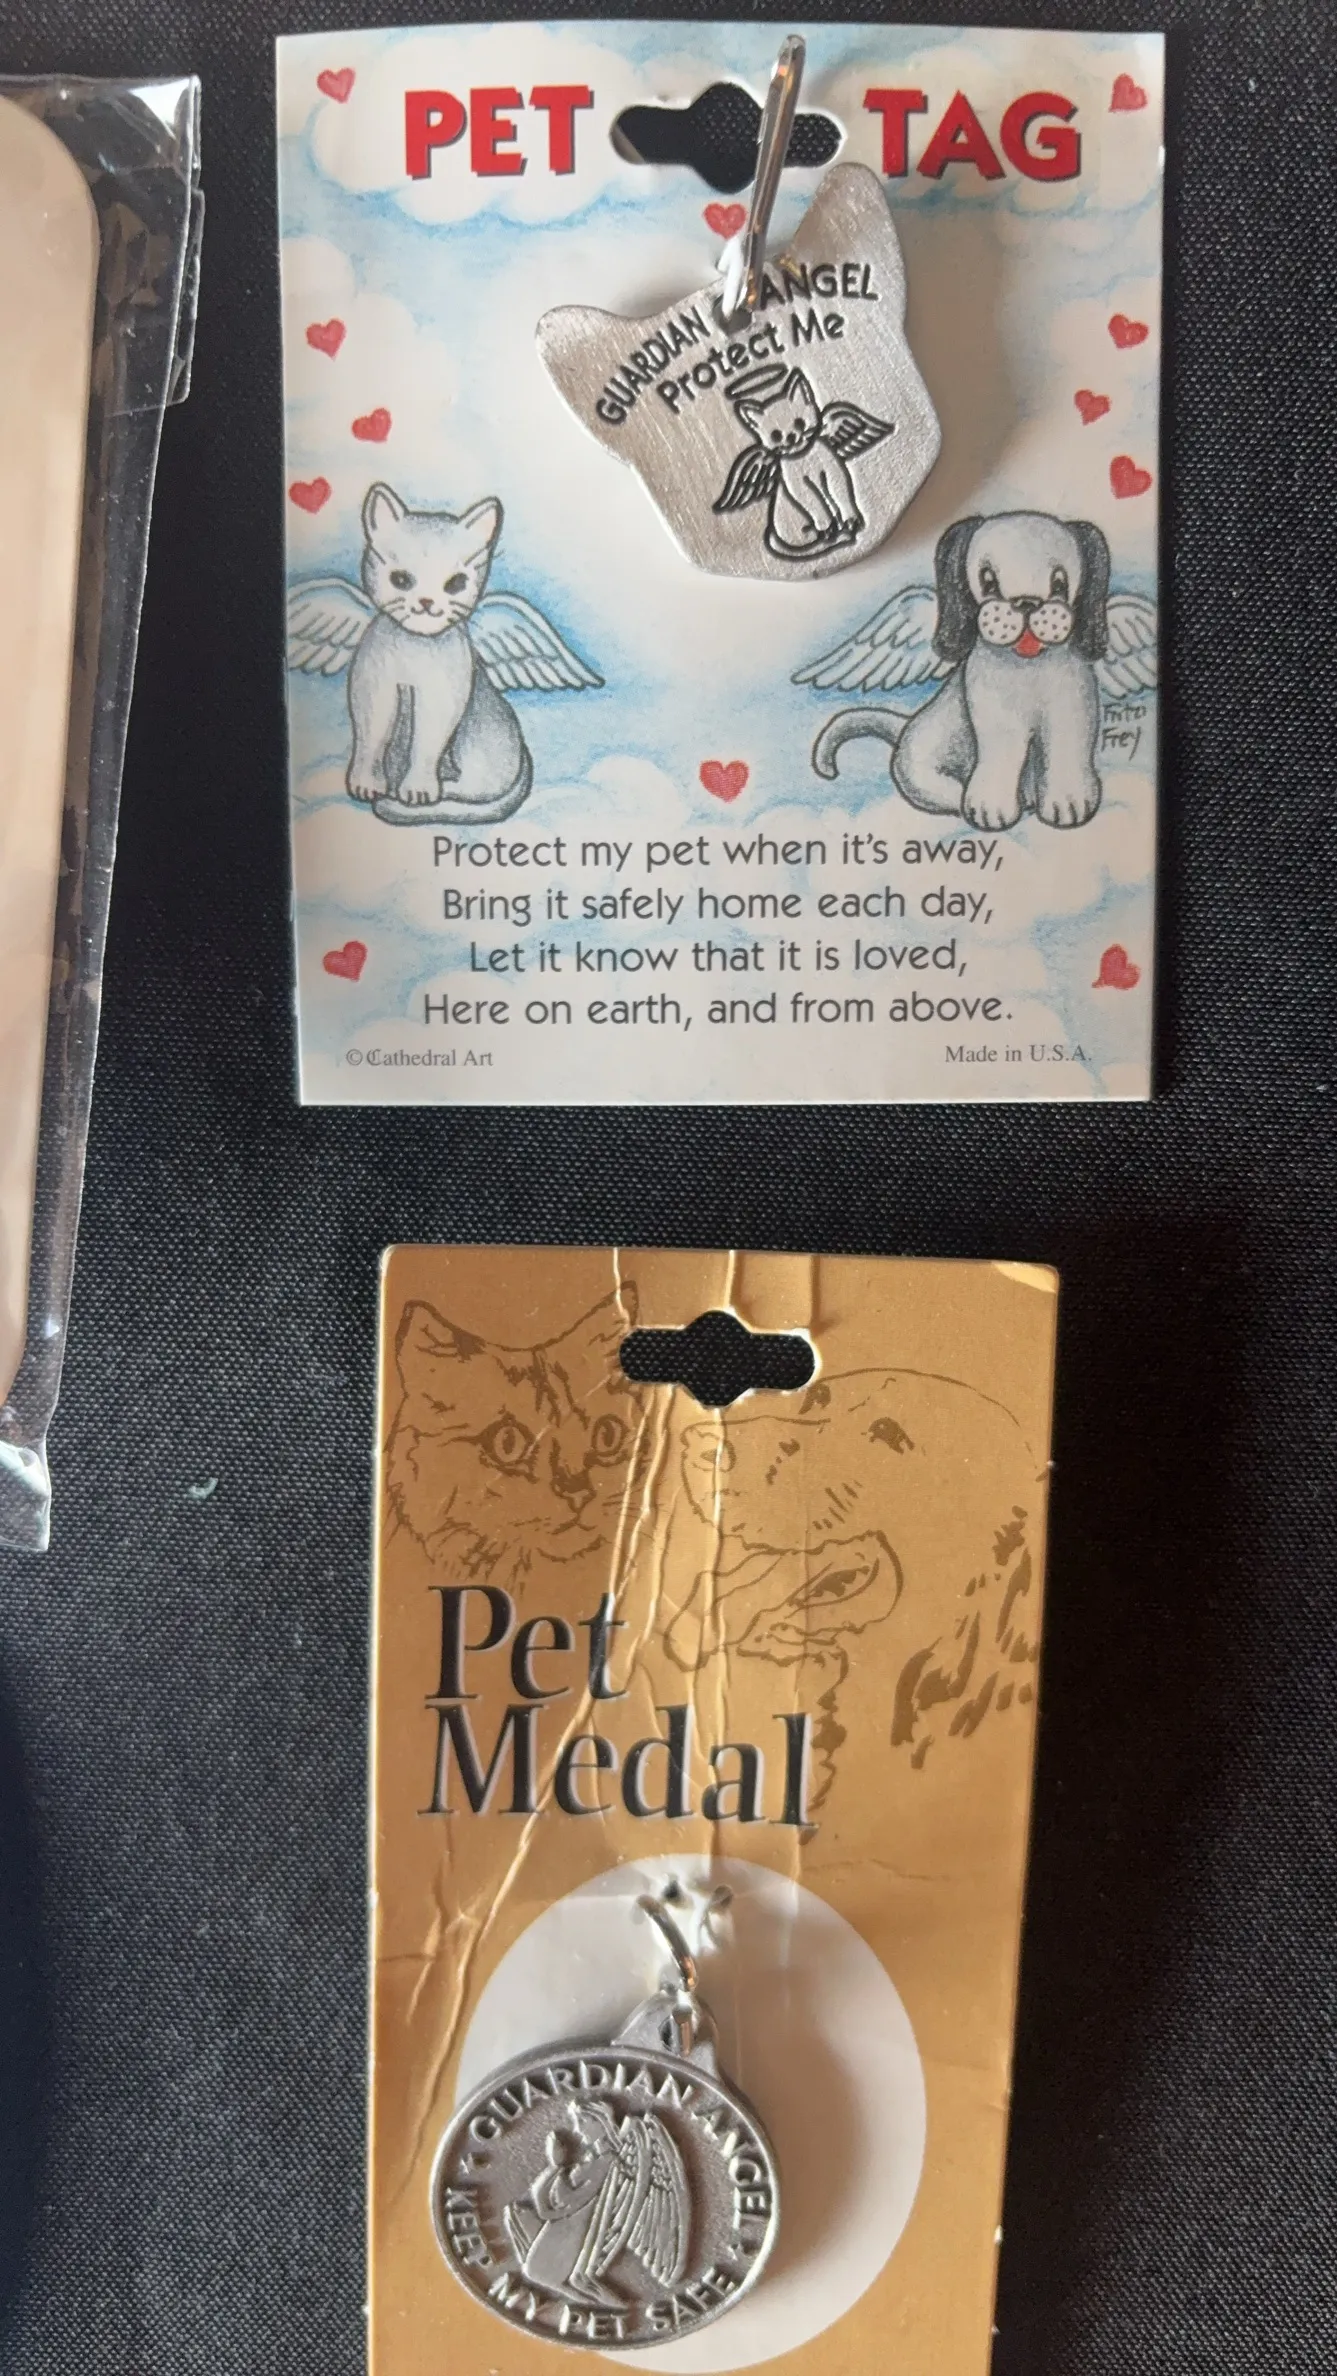 PET TAG
GUARDIAN ANGEL
Protect Me
Fritzi
Frey
Protect my pet when it's away,
Bring it safely home each day,
Let it know that it is loved,
Here on earth, and from above.
© Cathedral Art
Made in U.S.A.
Pet
Medal
GUARDIAN ANGEL
KEEP MY PET SAFE